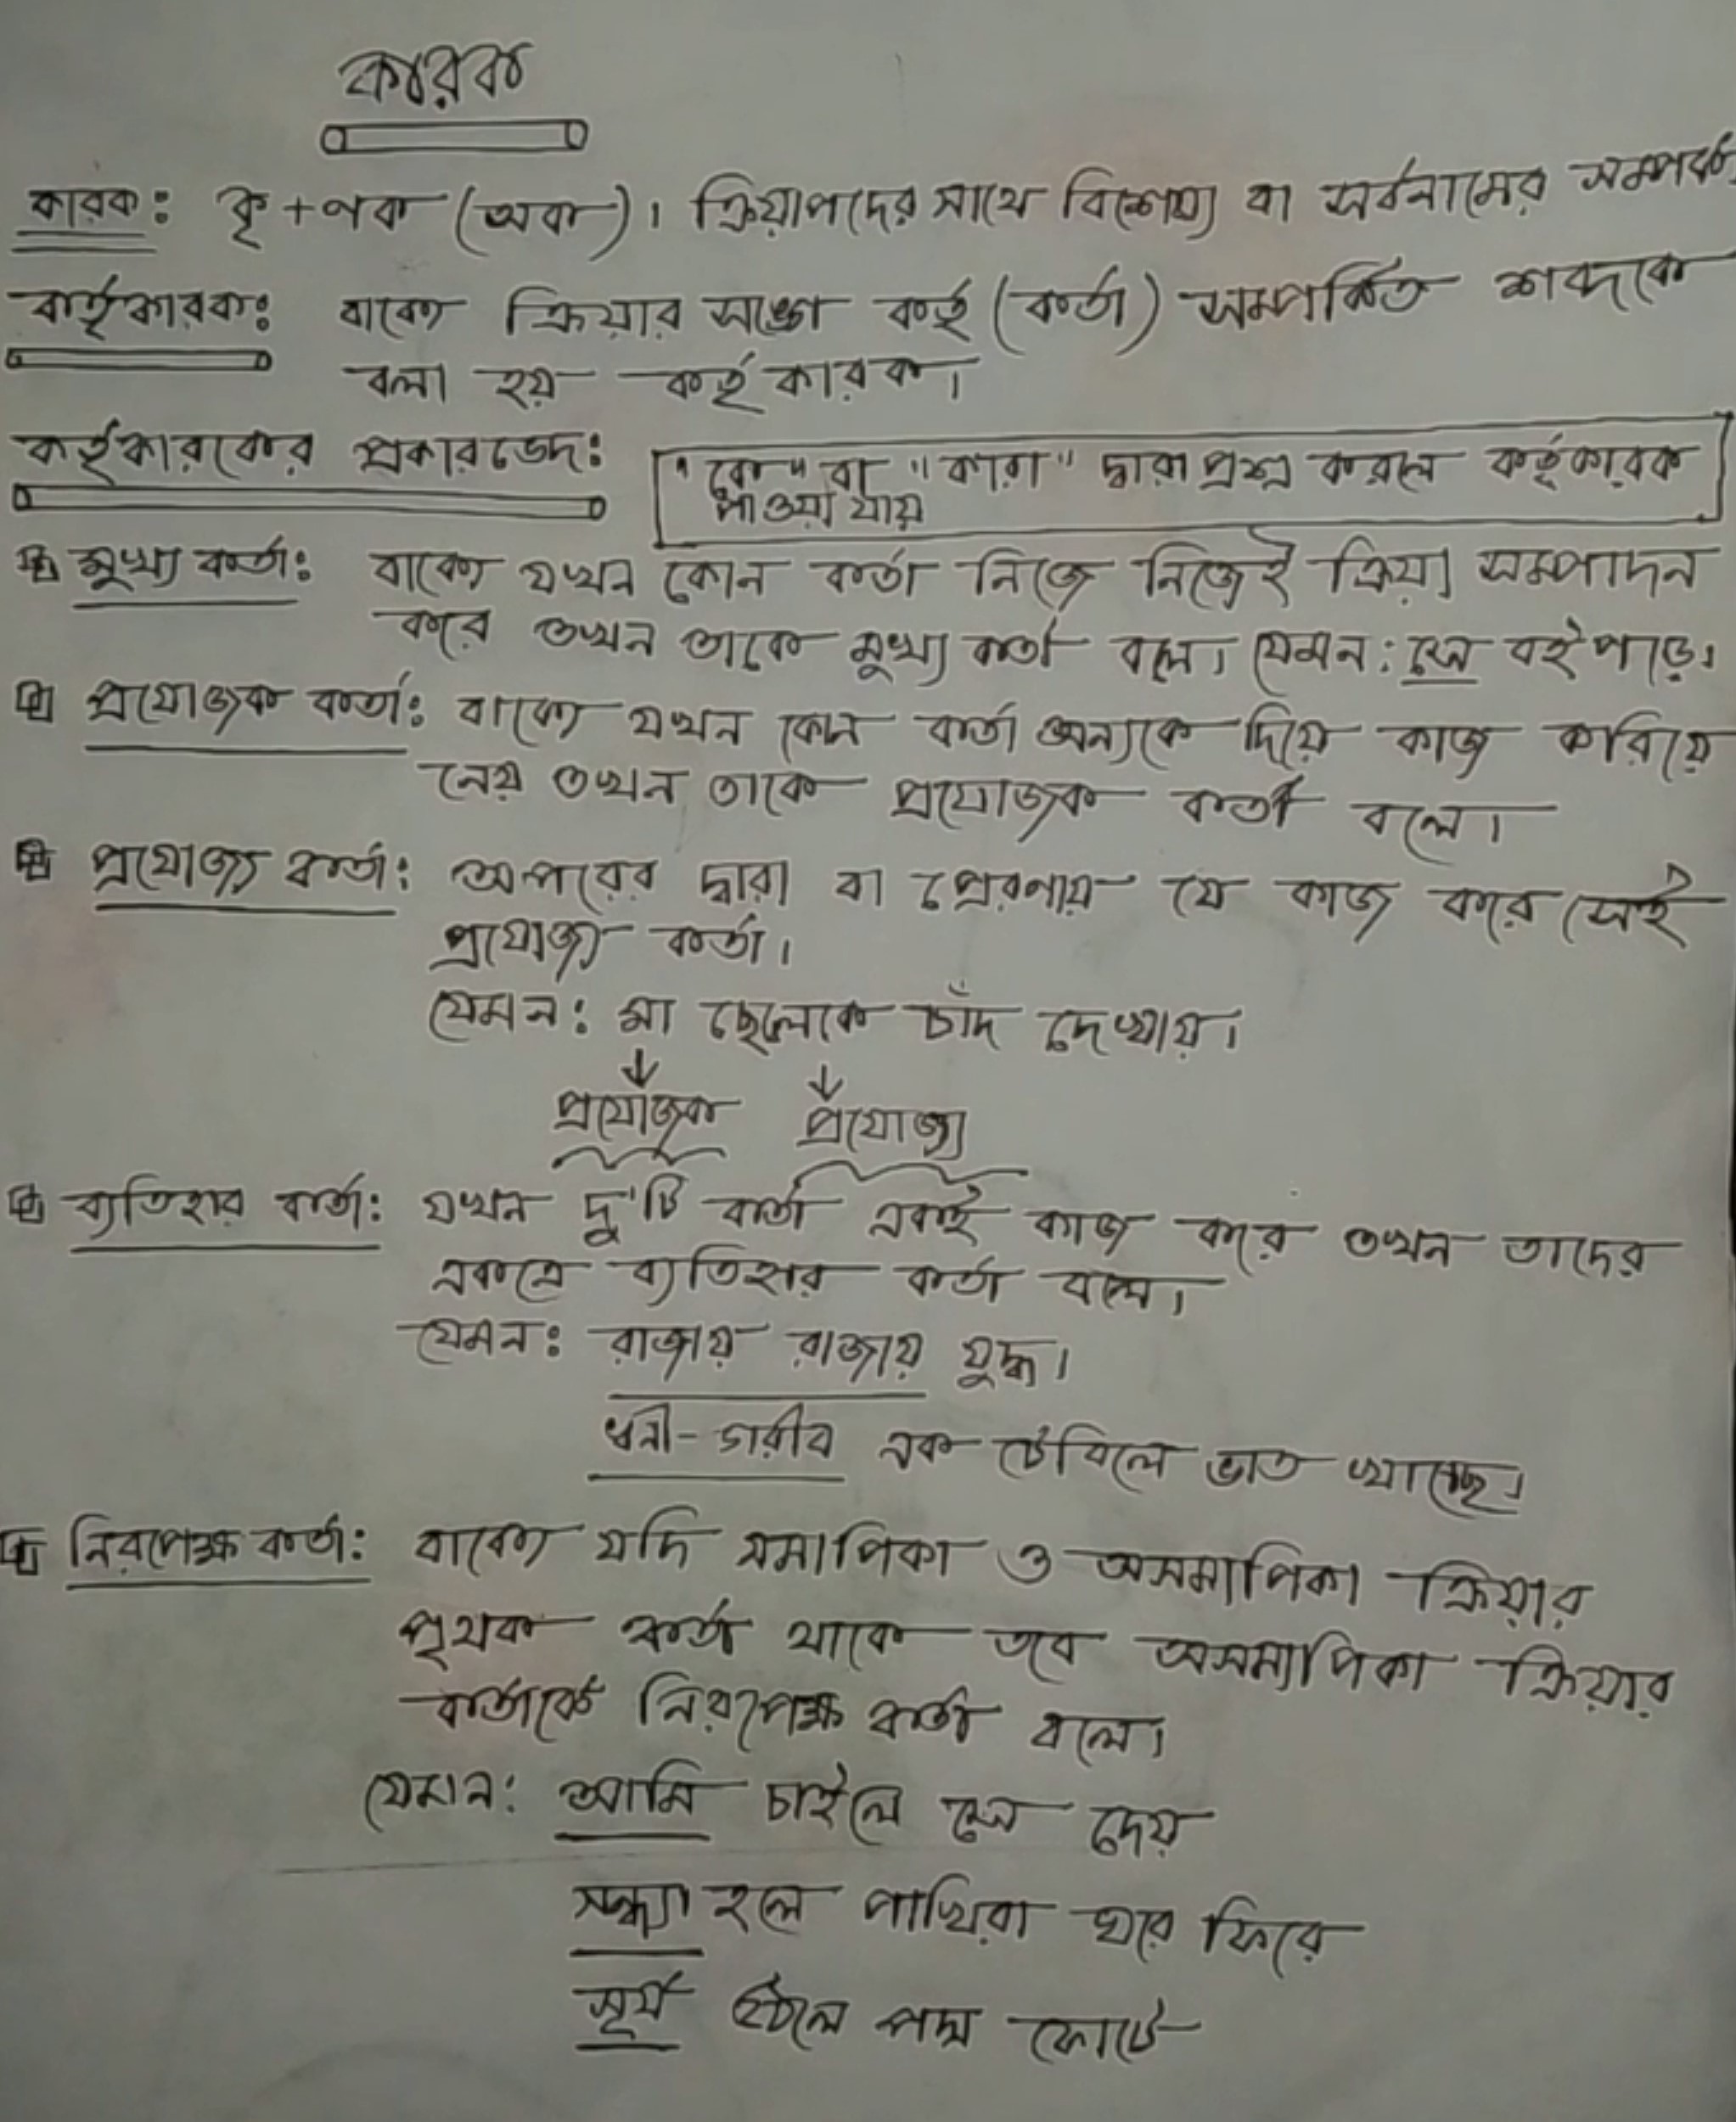 কারক
কারক: কৃ + ণক (অক)। ক্রিয়াপদের সাথে বিশেষ্য বা সর্বনামের সম্পর্ক
কর্তৃকারক: বাক্যে ক্রিয়ার সঙ্গে কর্তৃ (কর্তা) সম্পর্কিত শব্দকে
বলা হয় কর্তৃকারক।
কর্তৃকারকের প্রকারভেদ:
"কে" বা "কারা" দ্বারা প্রশ্ন করলে কর্তৃকারক
পাওয়া যায়
মুখ্য কর্তা: বাক্যে যখন কোন কর্তা নিজে নিজেই ক্রিয়া সম্পাদন
করে তখন তাকে মুখ্য কর্তা বলে। যেমন: সে বই পড়ে।
প্রযোজক কর্তা: বাক্যে যখন কোন কর্তা অন্যকে দিয়ে কাজ করিয়ে
নেয় তখন তাকে প্রযোজক কর্তা বলে।
প্রযোজ্য কর্তা: অপরের দ্বারা বা প্রেরণায় যে কাজ করে সেই
প্রযোজ্য কর্তা।
যেমন: মা ছেলেকে চাঁদ দেখায়।
প্রযোজক প্রযোজ্য
ব্যতিহার কর্তা: যখন দু'টি কর্তা একই কাজ করে তখন তাদের
একত্রে ব্যতিহার কর্তা বলে।
যেমন: রাজায় রাজায় যুদ্ধ।
ধনী-গরীব এক টেবিলে ভাত খাচ্ছে।
নিরপেক্ষ কর্তা: বাক্যে যদি সমাপিকা ও অসমাপিকা ক্রিয়ার
পৃথক কর্তা থাকে তবে অসমাপিকা ক্রিয়ার
কর্তাকে নিরপেক্ষ কর্তা বলে।
যেমন: আমি চাইলে সে দেয়
সন্ধ্যা হলে পাখিরা ঘরে ফিরে
সূর্য উঠলে পদ্ম ফোটে